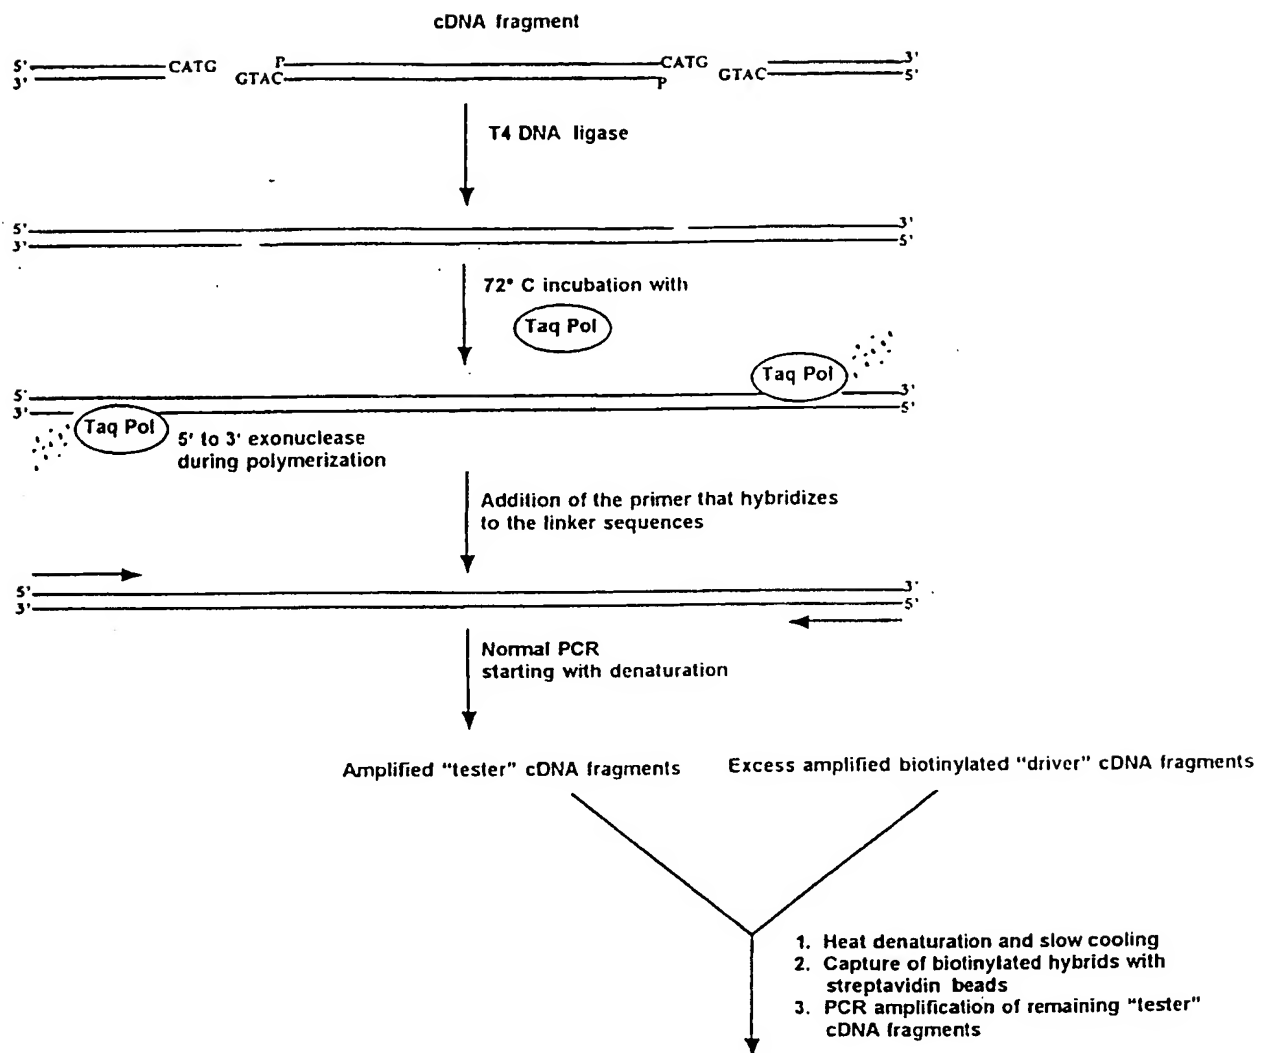 cDNA fragment
5' CATG P CATG 3'
3' GTAC P GTAC 5'
T4 DNA ligase
5' 3'
3' 5'
72° C incubation with
Taq Pol
Taq Pol
5' 3'
3' 5'
Taq Pol
5' to 3' exonuclease
during polymerization
Addition of the primer that hybridizes
to the linker sequences
5' 3'
3' 5'
Normal PCR
starting with denaturation
Amplified "tester" cDNA fragments
Excess amplified biotinylated "driver" cDNA fragments
1. Heat denaturation and slow cooling
2. Capture of biotinylated hybrids with
streptavidin beads
3. PCR amplification of remaining "tester"
cDNA fragments